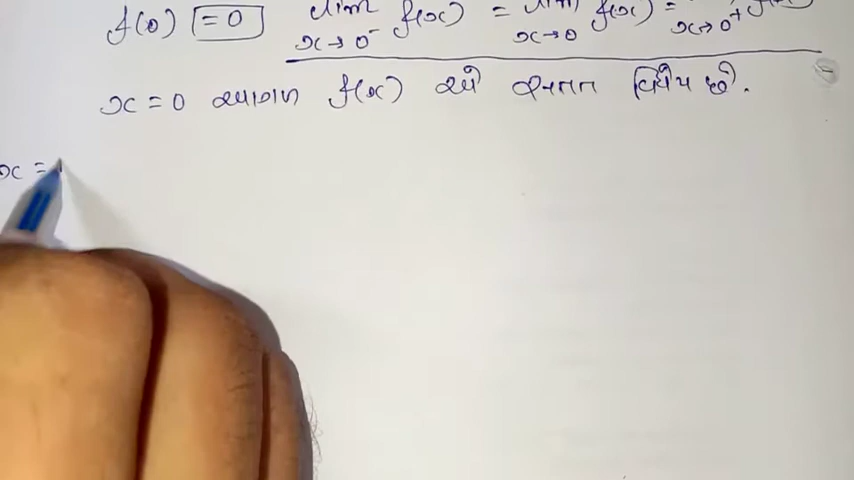 f(0) = 0 lim x→0⁻ f(x) = lim x→0 f(x) = x→0⁺ f(x)
x = 0 આગળ f(x) એ સતત વિધેય છે.
x =